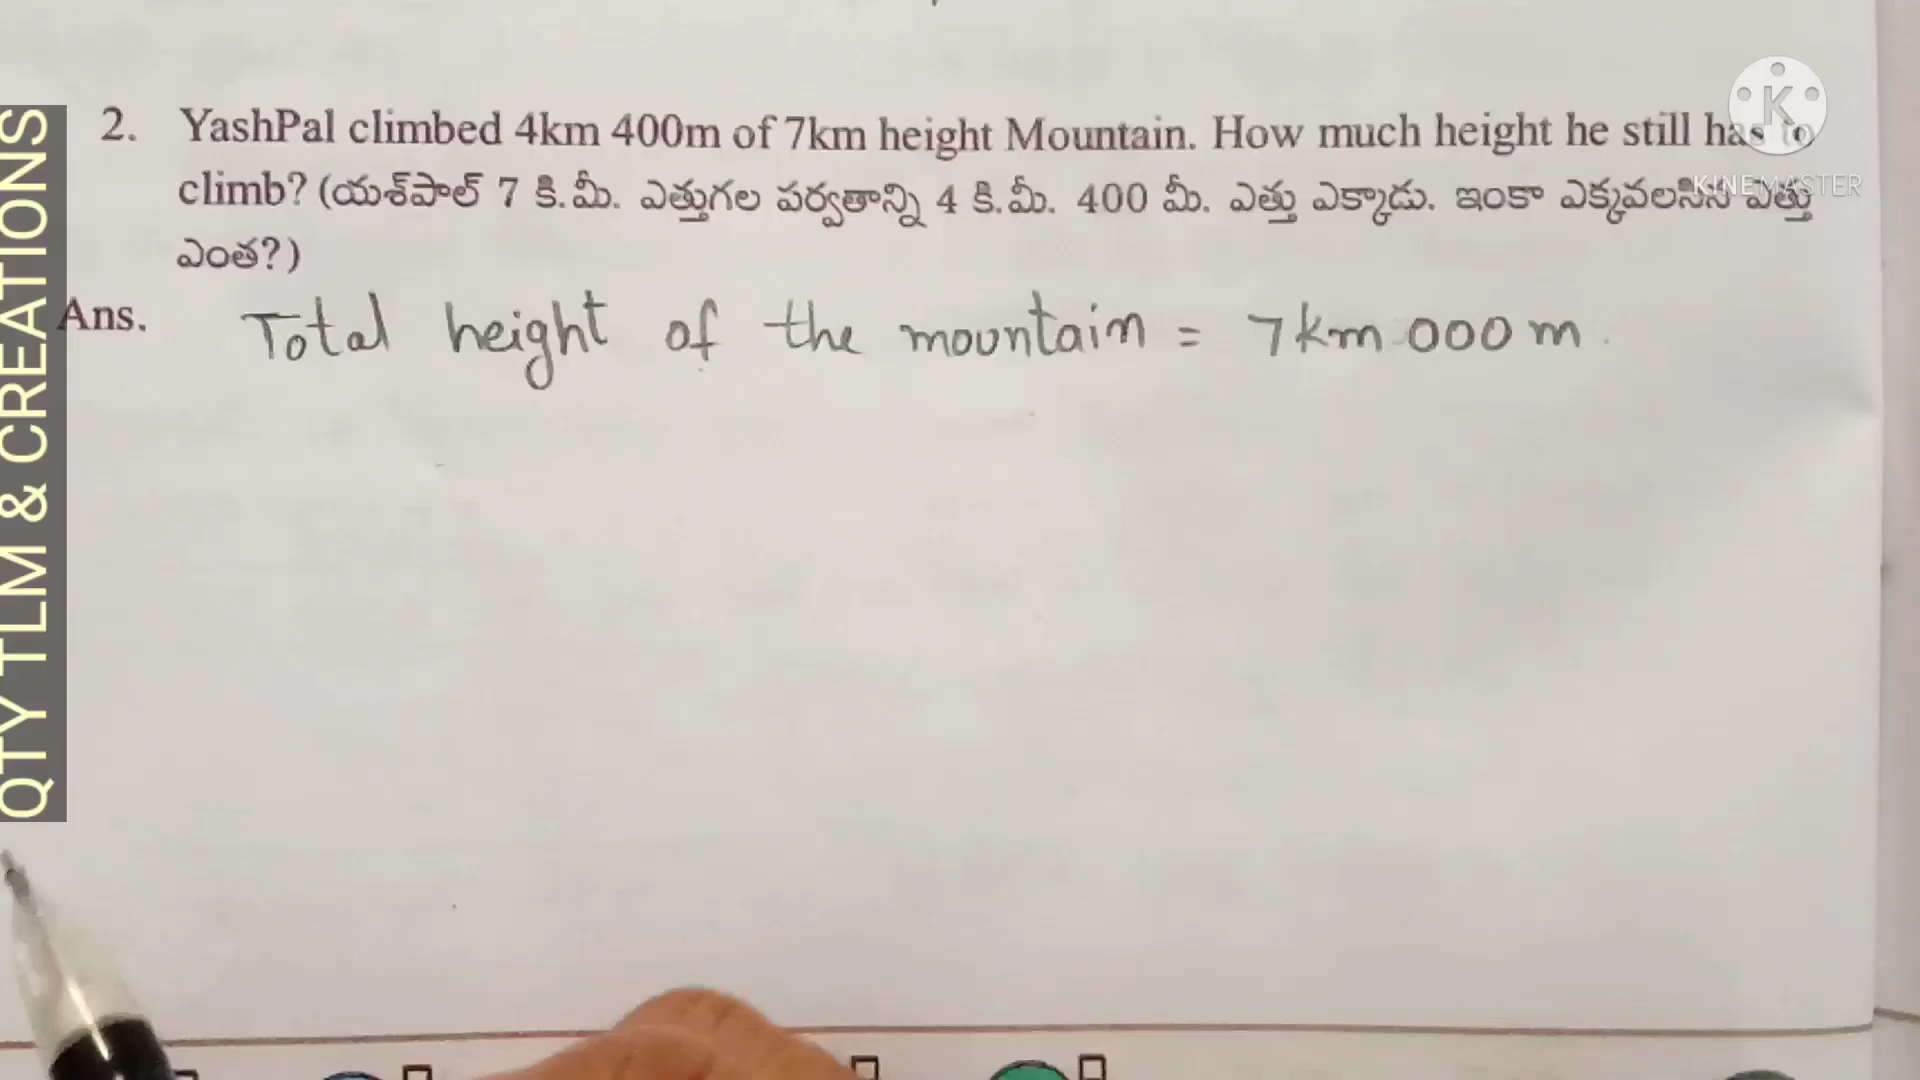 2. YashPal climbed 4km 400m of 7km height Mountain. How much height he still has to
climb? (యశ్‌పాల్ 7 కి.మీ. ఎత్తుగల పర్వతాన్ని 4 కి.మీ. 400 మీ. ఎత్తు ఎక్కాడు. ఇంకా ఎక్కవలసిన ఎత్తు
ఎంత?)
Ans. Total height of the mountain = 7km 000m
QTY TLM & CREATIONS
K
KINEMASTER